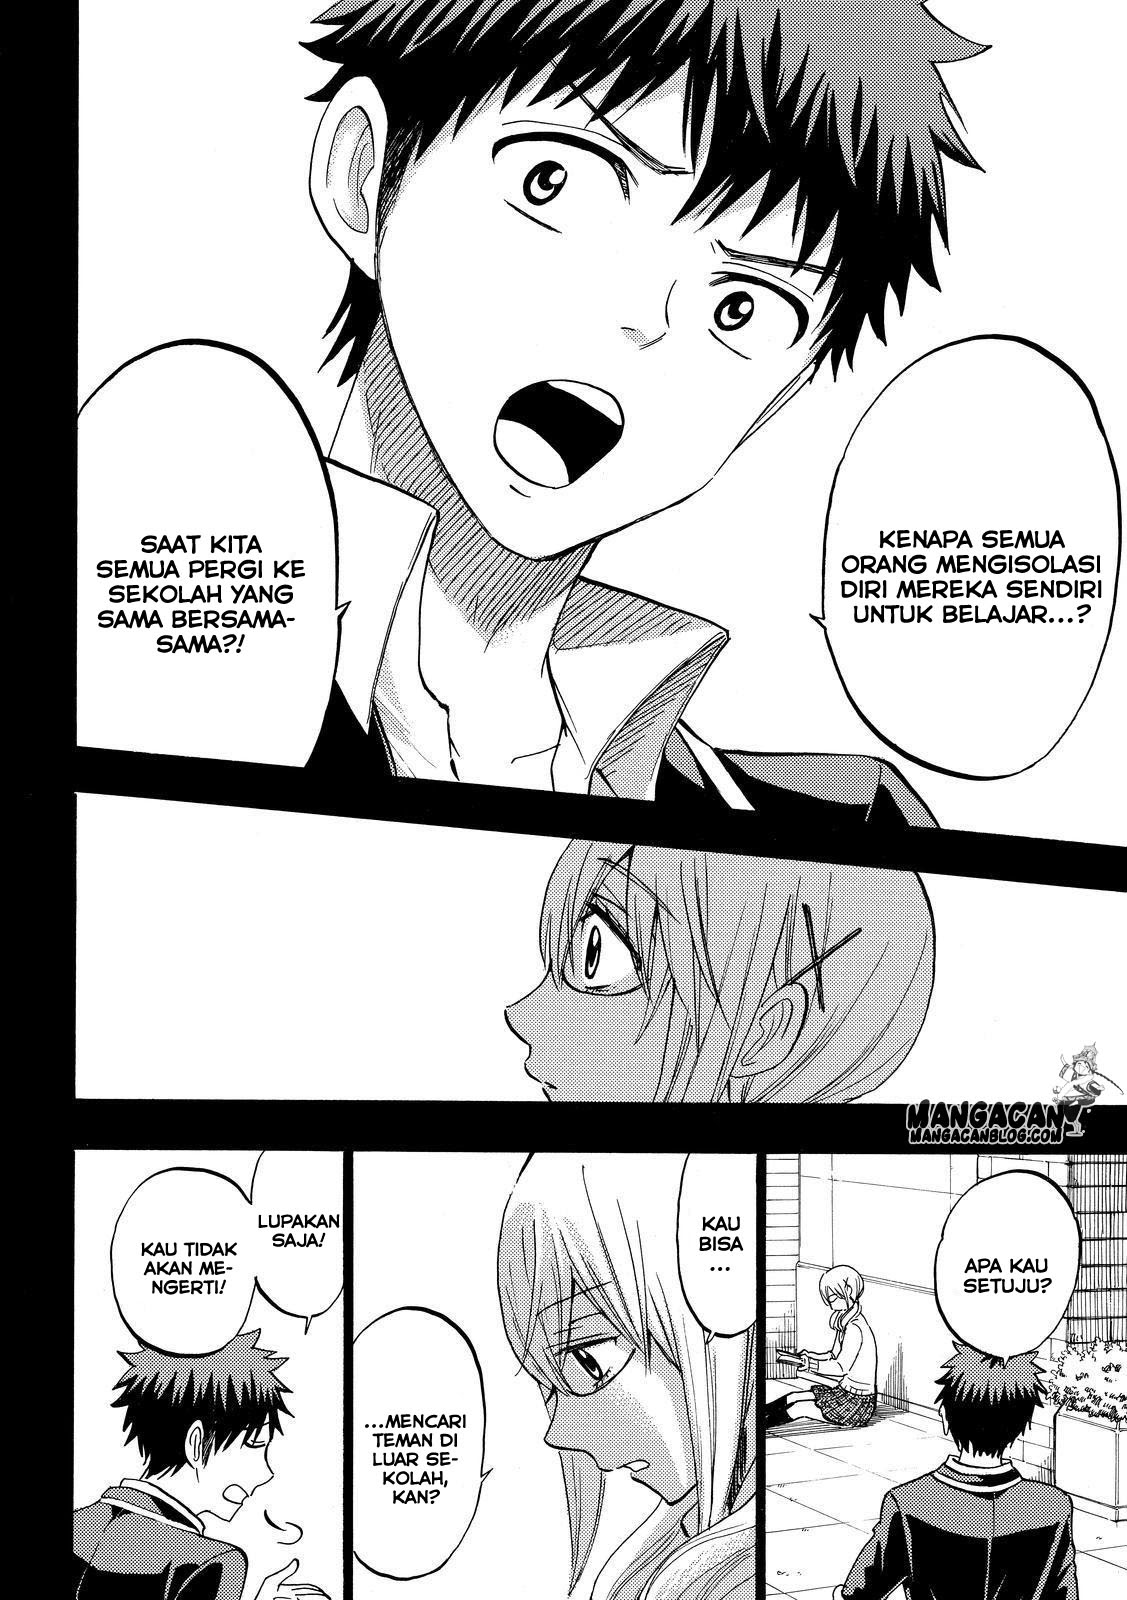 KENAPA SEMUA
ORANG MENGISOLASI
DIRI MEREKA SENDIRI
UNTUK BELAJAR...?
SAAT KITA
SEMUA PERGI KE
SEKOLAH YANG
SAMA BERSAMA-
SAMA?!
MANGACAN
MANGACANBLOG.COM
APA KAU
SETUJU?
KAU
BISA
...
...MENCARI
TEMAN DI
LUAR SE-
KOLAH,
KAN?
LUPAKAN
SAJA!
KAU TIDAK
AKAN ME-
NGERTI!